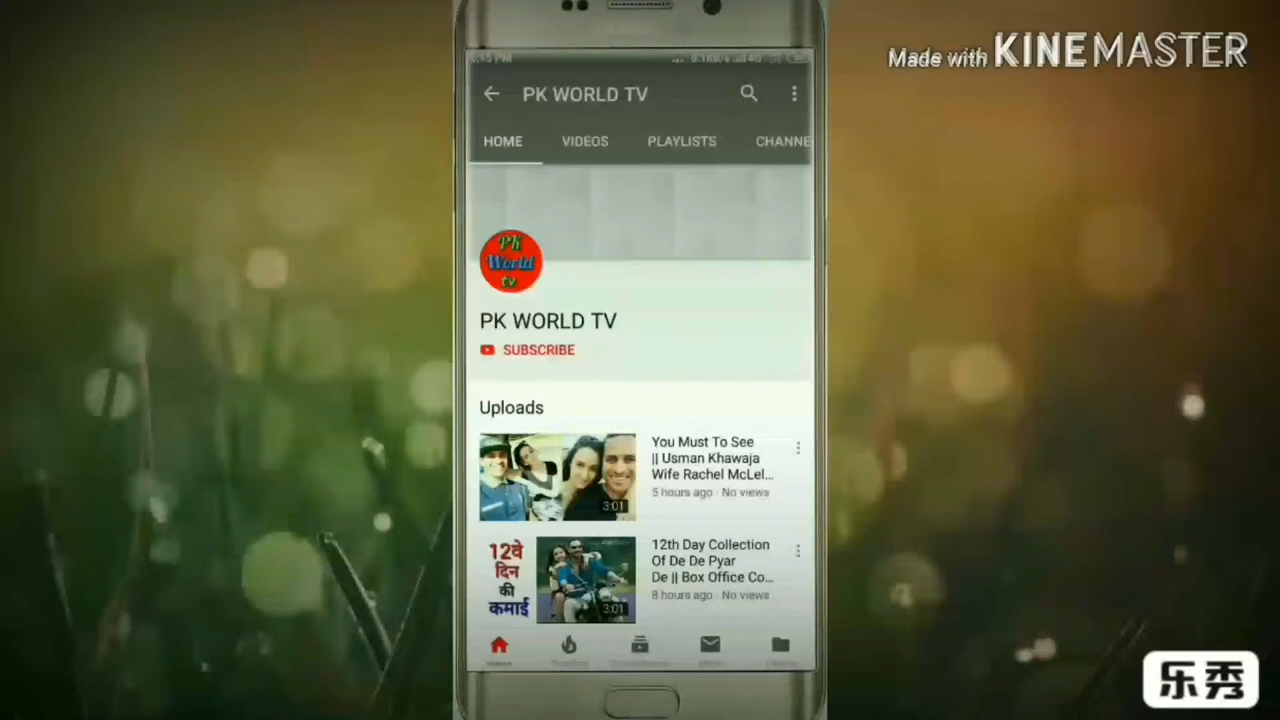 Made with KINEMASTER
PK WORLD TV
HOME VIDEOS PLAYLISTS CHANNE
PK
World
tv
PK WORLD TV
SUBSCRIBE
Uploads
You Must To See
|| Usman Khawaja
Wife Rachel McLel...
5 hours ago · No views
3:01
12वे
दिन
की
कमाई
12th Day Collection
Of De De Pyar
De || Box Office Co...
8 hours ago · No views
3:01
乐秀